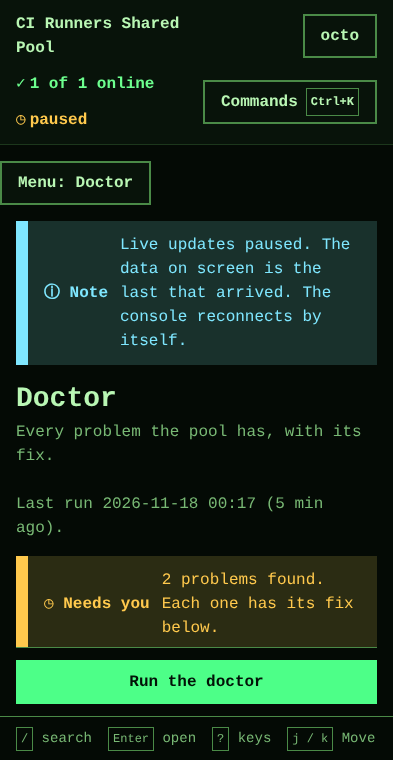 CI Runners Shared
Pool
octo
✓ 1 of 1 online
◷ paused
Commands Ctrl+K
Menu: Doctor
ⓘ Note
Live updates paused. The
data on screen is the
last that arrived. The
console reconnects by
itself.
Doctor
Every problem the pool has, with its
fix.
Last run 2026-11-18 00:17 (5 min
ago).
◷ Needs you
2 problems found.
Each one has its fix
below.
Run the doctor
/ search Enter open ? keys j / k Move